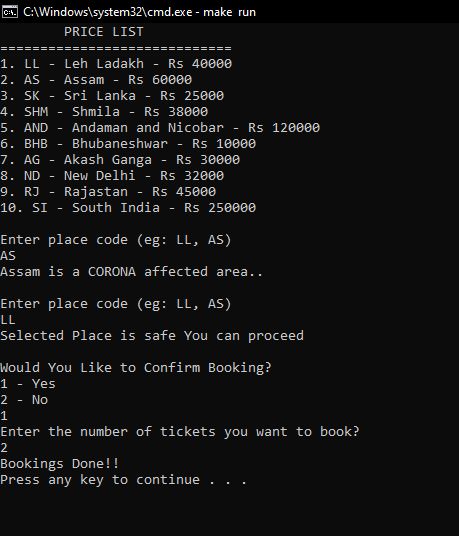 C:\Windows\system32\cmd.exe - make run
PRICE LIST
=============================
1. LL - Leh Ladakh - Rs 40000
2. AS - Assam - Rs 60000
3. SK - Sri Lanka - Rs 25000
4. SHM - Shmila - Rs 38000
5. AND - Andaman and Nicobar - Rs 120000
6. BHB - Bhubaneshwar - Rs 10000
7. AG - Akash Ganga - Rs 30000
8. ND - New Delhi - Rs 32000
9. RJ - Rajastan - Rs 45000
10. SI - South India - Rs 250000
Enter place code (eg: LL, AS)
AS
Assam is a CORONA affected area..
Enter place code (eg: LL, AS)
LL
Selected Place is safe You can proceed
Would You Like to Confirm Booking?
1 - Yes
2 - No
1
Enter the number of tickets you want to book?
2
Bookings Done!!
Press any key to continue . . .